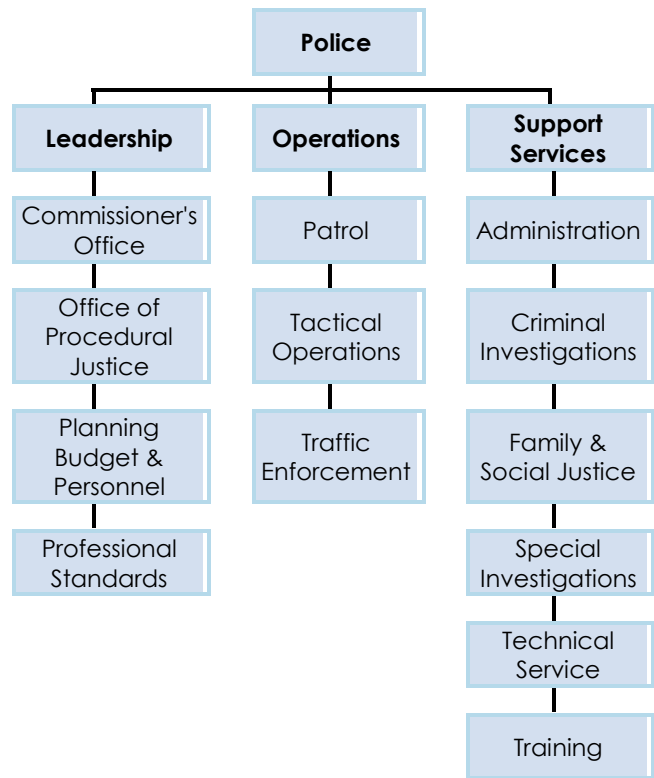 Police
Leadership
Commissioner's
Office
Office of
Procedural
Justice
Planning
Budget &
Personnel
Professional
Standards
Operations
Patrol
Tactical
Operations
Traffic
Enforcement
Support
Services
Administration
Criminal
Investigations
Family &
Social Justice
Special
Investigations
Technical
Service
Training